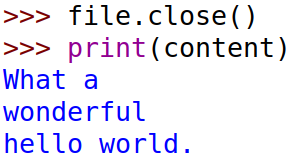 >>> file.close()
>>> print(content)
What a
wonderful
hello world.